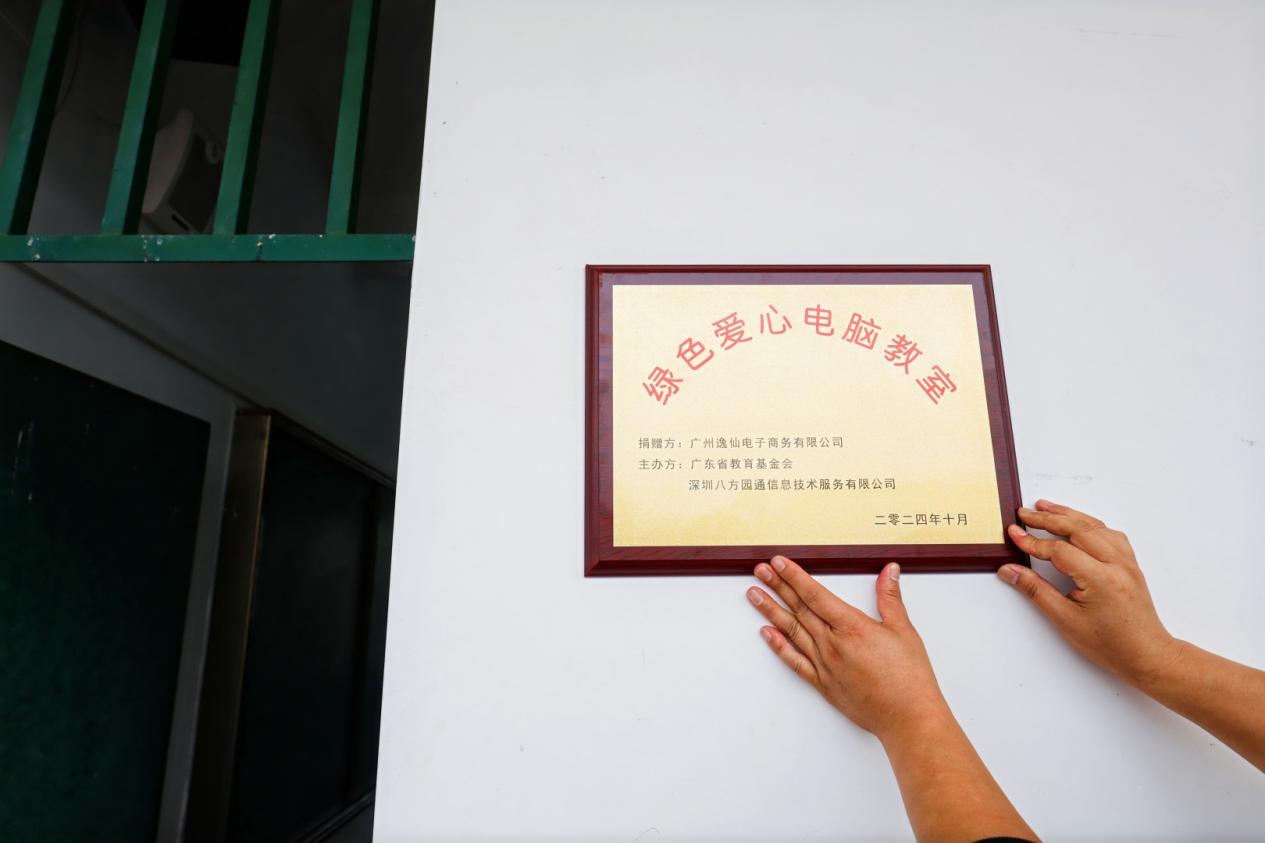 绿色爱心电脑教室
捐赠方：广州逸仙电子商务有限公司
主办方：广东省教育基金会
深圳八方园通信息技术服务有限公司
二零二四年十月